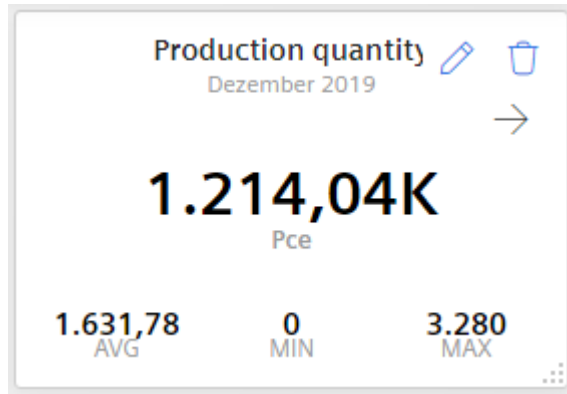 Production quantity
Dezember 2019
1.214,04K
Pce
1.631,78 0 3.280
AVG MIN MAX